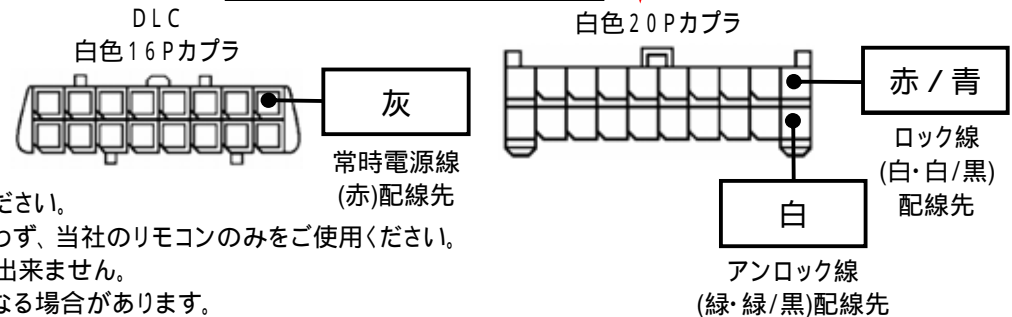 DLC
白色16Pカプラ
灰
常時電源線
(赤)配線先
白色20Pカプラ
赤/青
ロック線
(白・白/黒)
配線先
白
アンロック線
(緑・緑/黒)配線先
ださい。
わず、当社のリモコンのみをご使用ください。
出来ません。
なる場合があります。